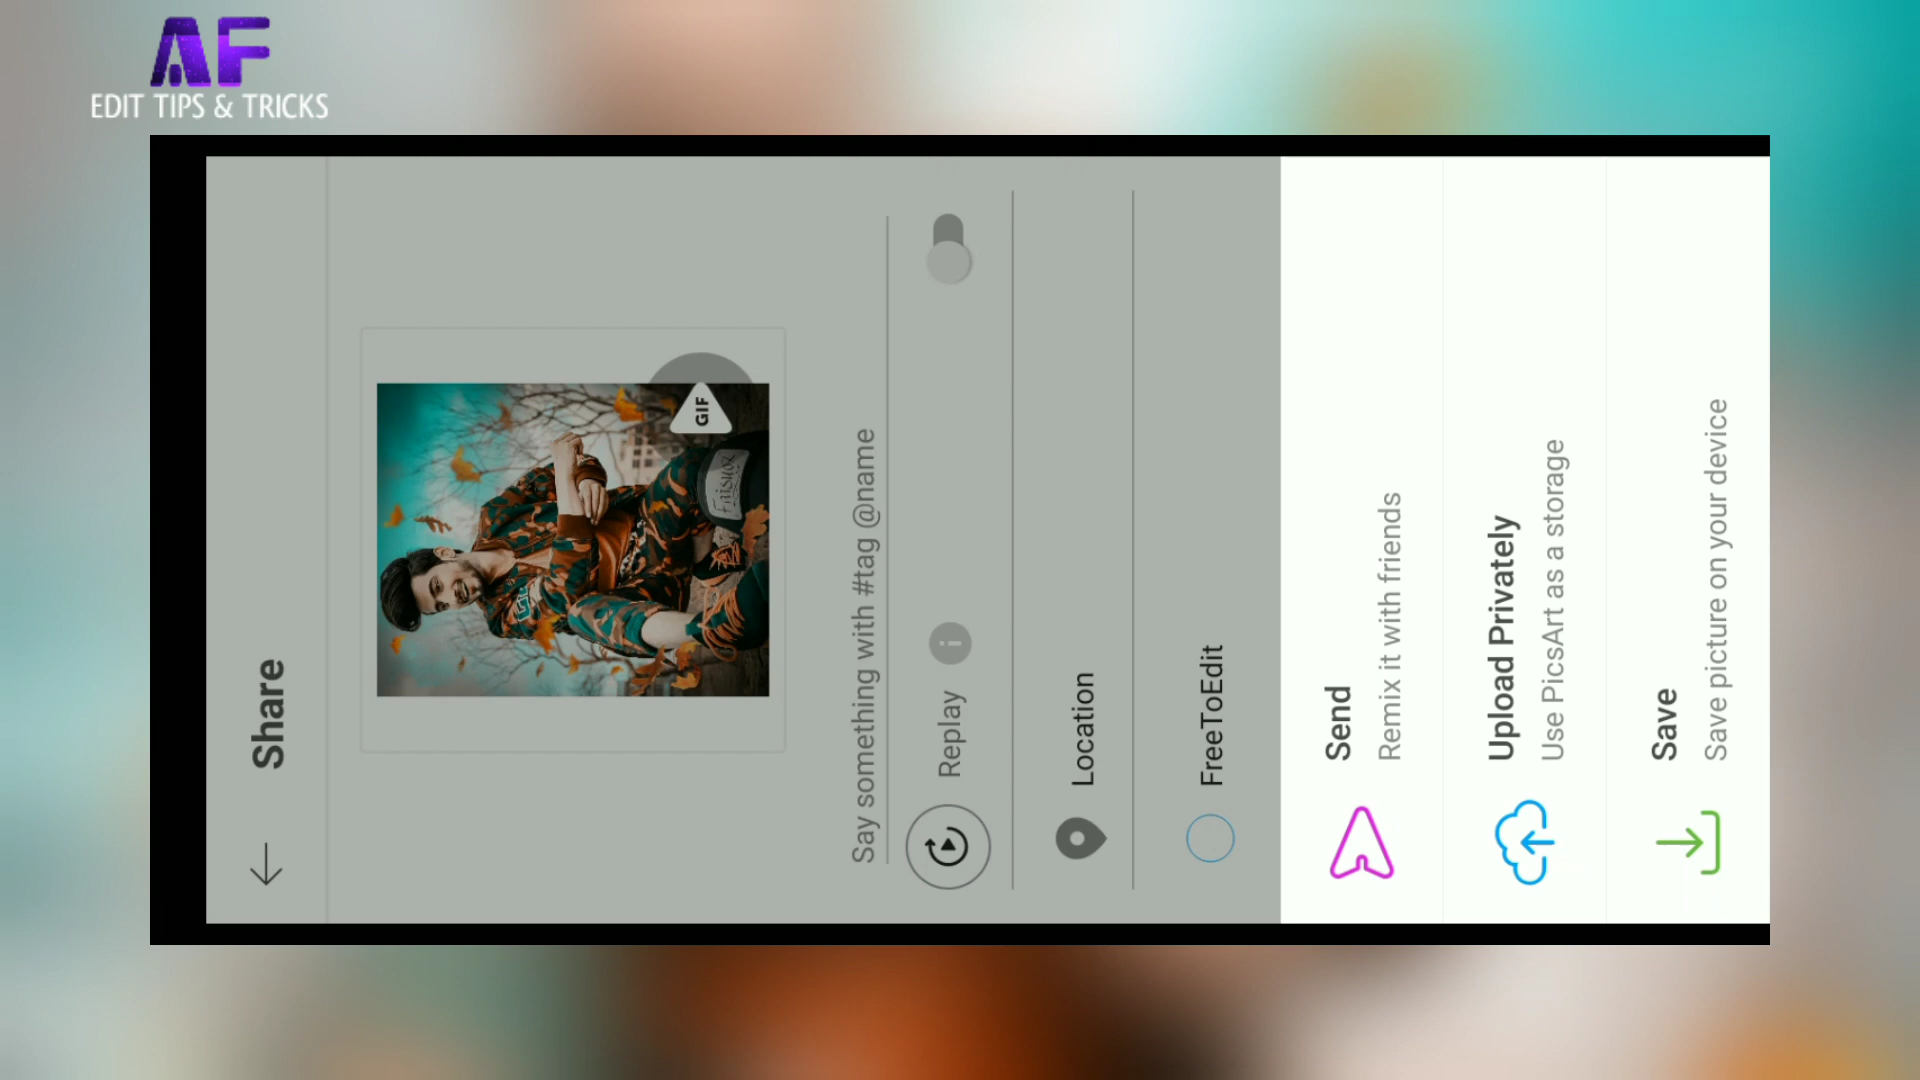 AF
EDIT TIPS & TRICKS
Share
GIF
Say something with #tag @name
Replay
Location
FreeToEdit
Send
Remix it with friends
Upload Privately
Use PicsArt as a storage
Save
Save picture on your device